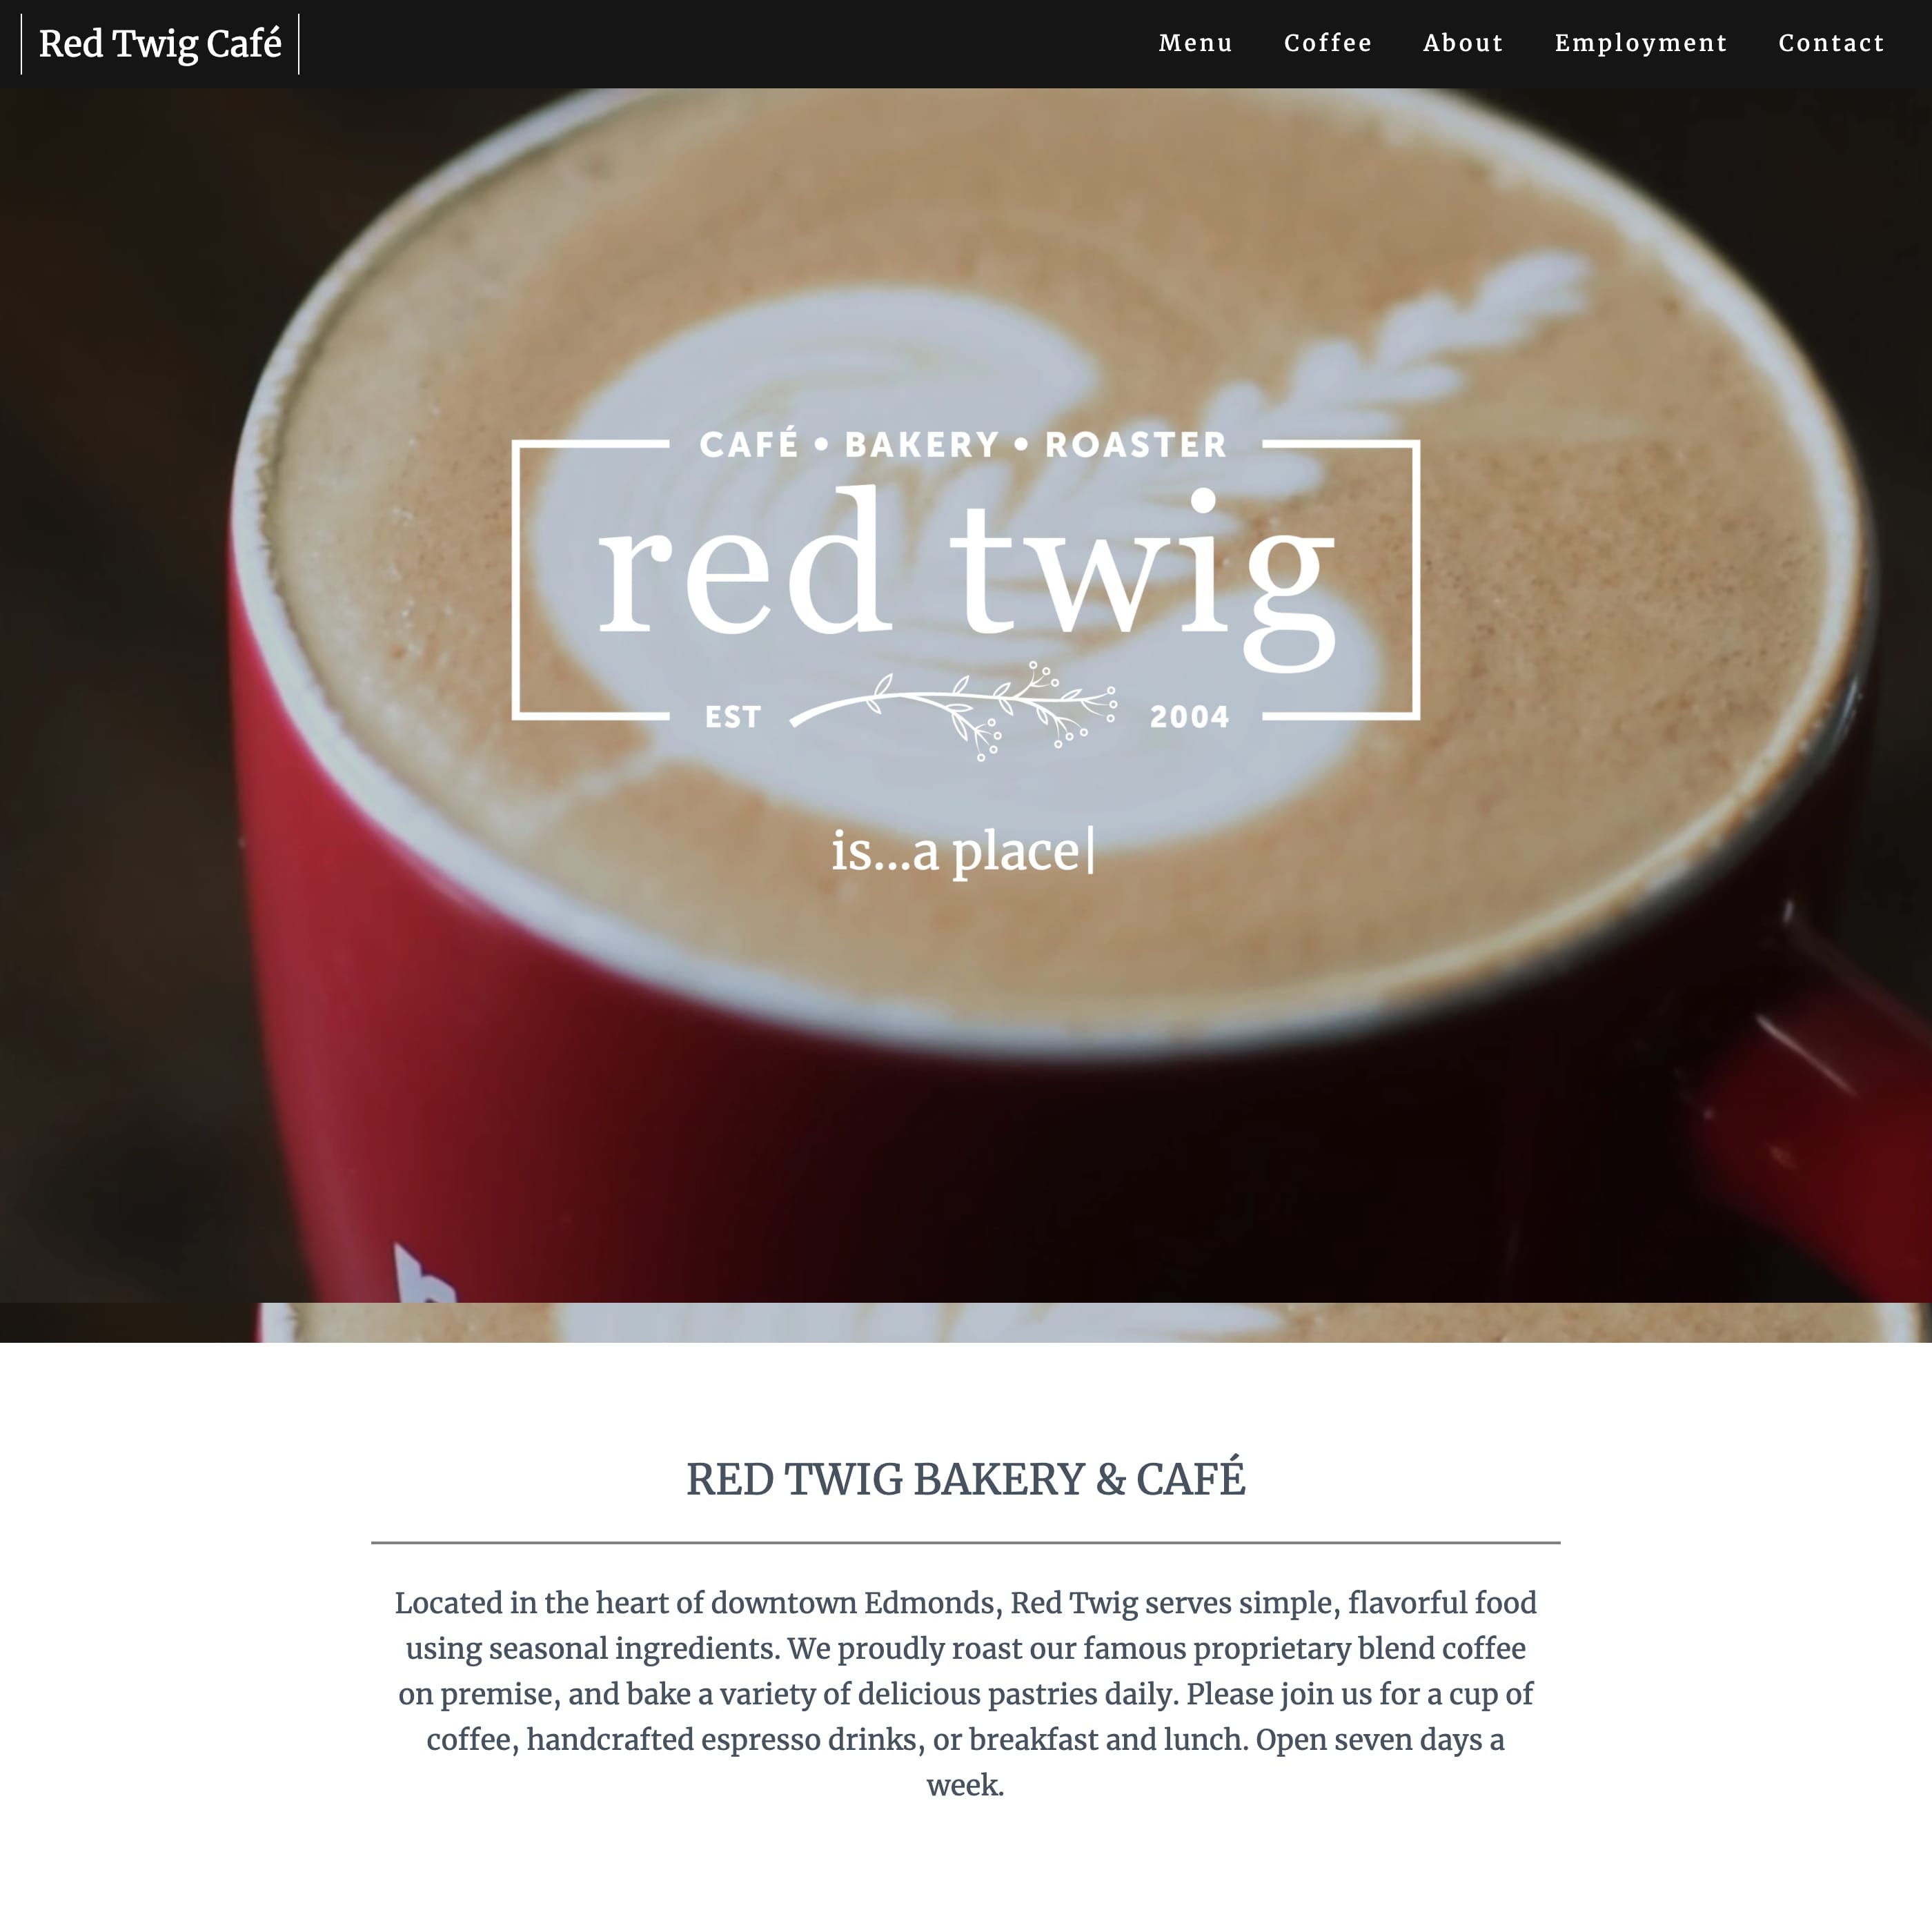 Red Twig Café
Menu Coffee About Employment Contact
CAFÉ • BAKERY • ROASTER
red twig
EST 2004
is...a place|
RED TWIG BAKERY & CAFÉ
Located in the heart of downtown Edmonds, Red Twig serves simple, flavorful food
using seasonal ingredients. We proudly roast our famous proprietary blend coffee
on premise, and bake a variety of delicious pastries daily. Please join us for a cup of
coffee, handcrafted espresso drinks, or breakfast and lunch. Open seven days a
week.